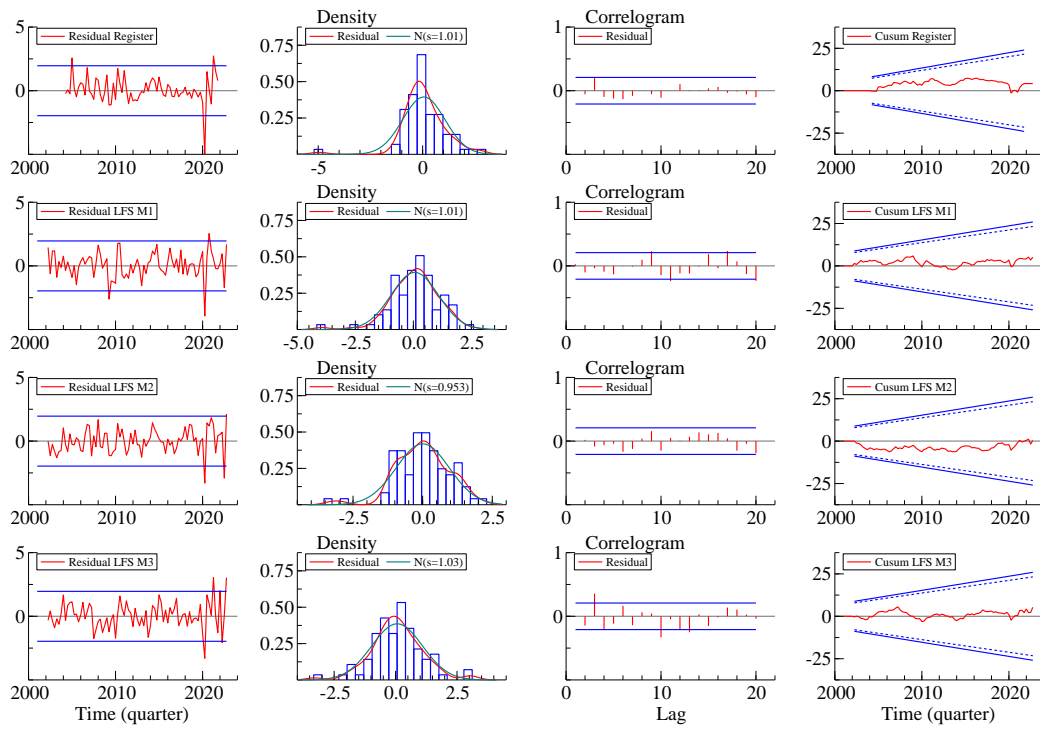 Density
Correlogram
5
Residual Register
0.75
Residual
N(s=1.01)
1
Residual
25
Cusum Register
0.50
0
0
0
0.25
-25
2000
2010
2020
-5
0
0
10
20
2000
2010
2020
Density
Correlogram
5
Residual LFS M1
0.75
Residual
N(s=1.01)
1
Residual
25
Cusum LFS M1
0.50
0
0
0
0.25
-25
2000
2010
2020
-5.0
-2.5
0.0
2.5
0
10
20
2000
2010
2020
Density
Correlogram
5
Residual LFS M2
0.75
Residual
N(s=0.953)
1
Residual
25
Cusum LFS M2
0.50
0
0
0
0.25
-25
2000
2010
2020
-2.5
0.0
2.5
0
10
20
2000
2010
2020
Density
Correlogram
5
Residual LFS M3
0.75
Residual
N(s=1.03)
1
Residual
25
Cusum LFS M3
0.50
0
0
0
0.25
-25
2000
2010
2020
-2.5
0.0
2.5
0
10
20
2000
2010
2020
Time (quarter)
Lag
Time (quarter)